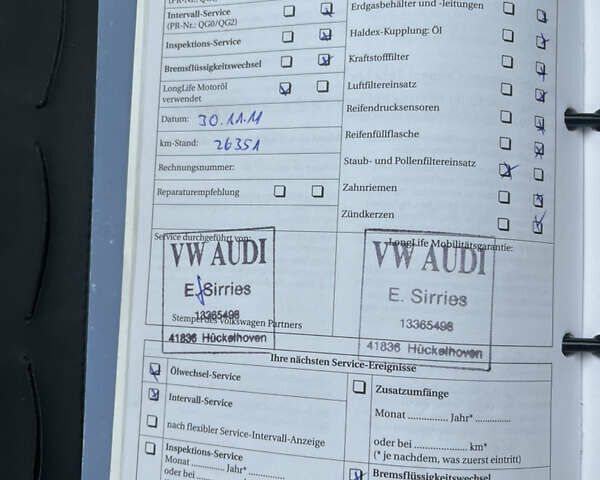 (PR-Nr.: QG1)
Intervall-Service
(PR-Nr.: QG0/QG2)
Inspektions-Service
Bremsflüssigkeitswechsel
LongLife Motoröl
verwendet
Datum: 30.11.11
km-Stand: 26351
Rechnungsnummer:
Reparaturempfehlung
Erdgasbehälter und -leitungen
Haldex-Kupplung: Öl
Kraftstofffilter
Luftfiltereinsatz
Reifendrucksensoren
Reifenfüllflasche
Staub- und Pollenfiltereinsatz
Zahnriemen
Zündkerzen
Service durchgeführt von:
VW AUDI
E. Sirries
13365498
Stempel des Volkswagen Partners
41836 Hückelhoven
LongLife Mobilitätsgarantie:
VW AUDI
E. Sirries
13365498
41836 Hückelhoven
Ihre nächsten Service-Ereignisse
Ölwechsel-Service
Intervall-Service
nach flexibler Service-Intervall-Anzeige
Inspektions-Service
Monat .............. Jahr* .............
oder bei
Zusatzumfänge
Monat .............. Jahr* .............
oder bei .................. km*
(* je nachdem, was zuerst eintritt)
Bremsflüssigkeitswechsel